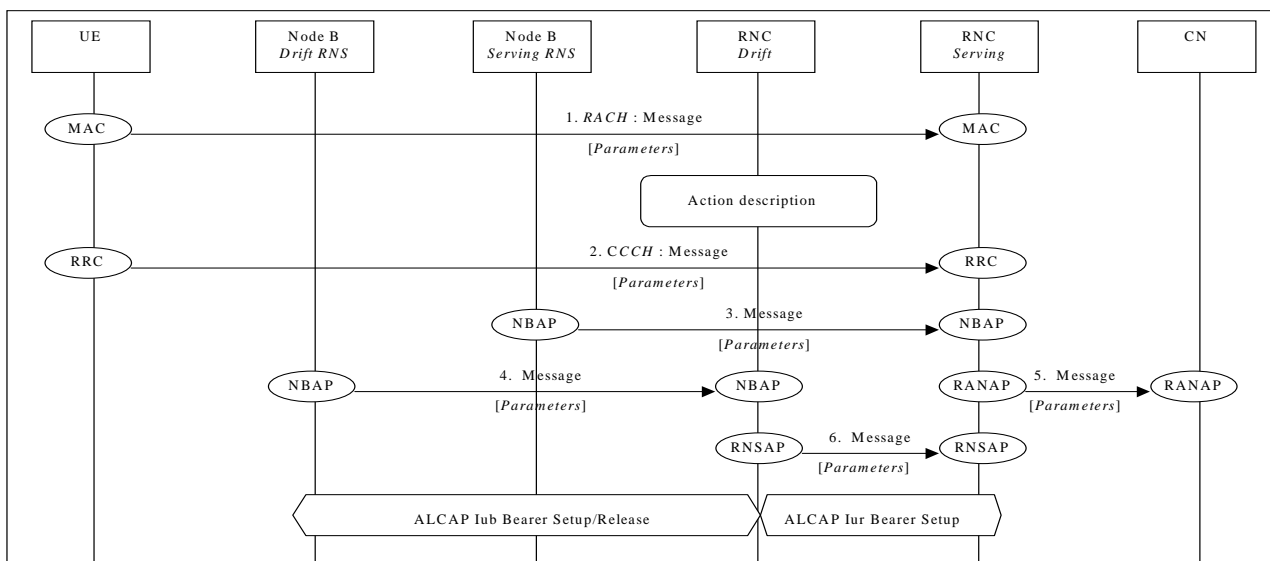 UE
Node B
Drift RNS
Node B
Serving RNS
RNC
Drift
RNC
Serving
CN
1. RACH : Message
MAC
MAC
[Parameters]
Action description
2. CCCH : Message
RRC
RRC
[Parameters]
3. Message
NBAP
NBAP
[Parameters]
4. Message
5. Message
NBAP
NBAP
RANAP
RANAP
[Parameters]
[Parameters]
6. Message
RNSAP
RNSAP
[Parameters]
ALCAP Iub Bearer Setup/Release
ALCAP Iur Bearer Setup